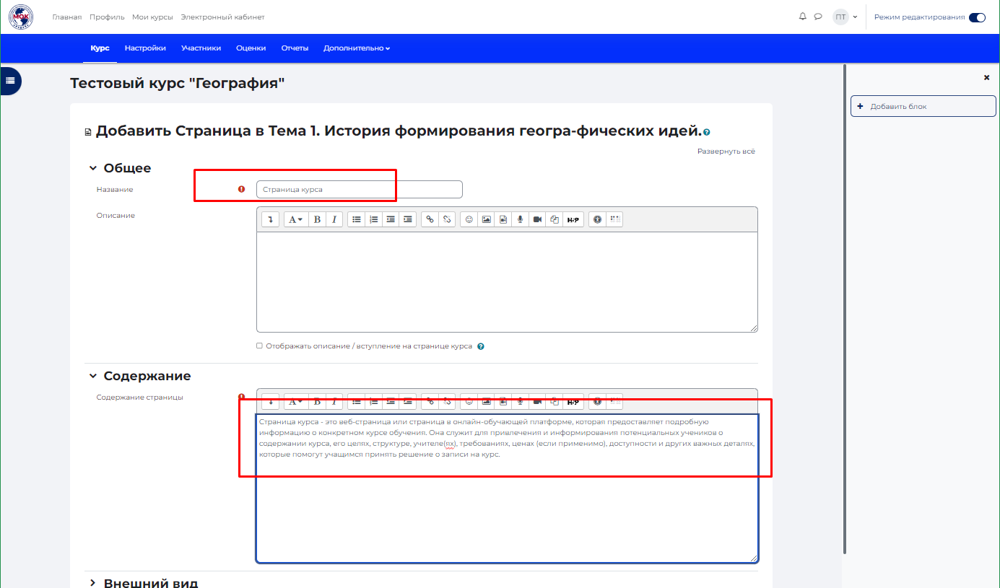 МОК
Главная Профиль Мои курсы Электронный кабинет
ПТ
Режим редактирования
Курс Настройки Участники Оценки Отчеты Дополнительно
Тестовый курс "География"
Добавить блок
Добавить Страница в Тема 1. История формирования геогра-фических идей.
Развернуть всё
Общее
Название
Страница курса
Описание
A B I
H-P
Отображать описание / вступление на странице курса
Содержание
Содержание страницы
A B I
H-P
Страница курса - это веб-страница или страница в онлайн-обучающей платформе, которая предоставляет подробную
информацию о конкретном курсе обучения. Она служит для привлечения и информирования потенциальных учеников о
содержании курса, его целях, структуре, учителе(ях), требованиях, ценах (если применимо), доступности и других важных деталях,
которые помогут учащимся принять решение о записи на курс.
Внешний вид